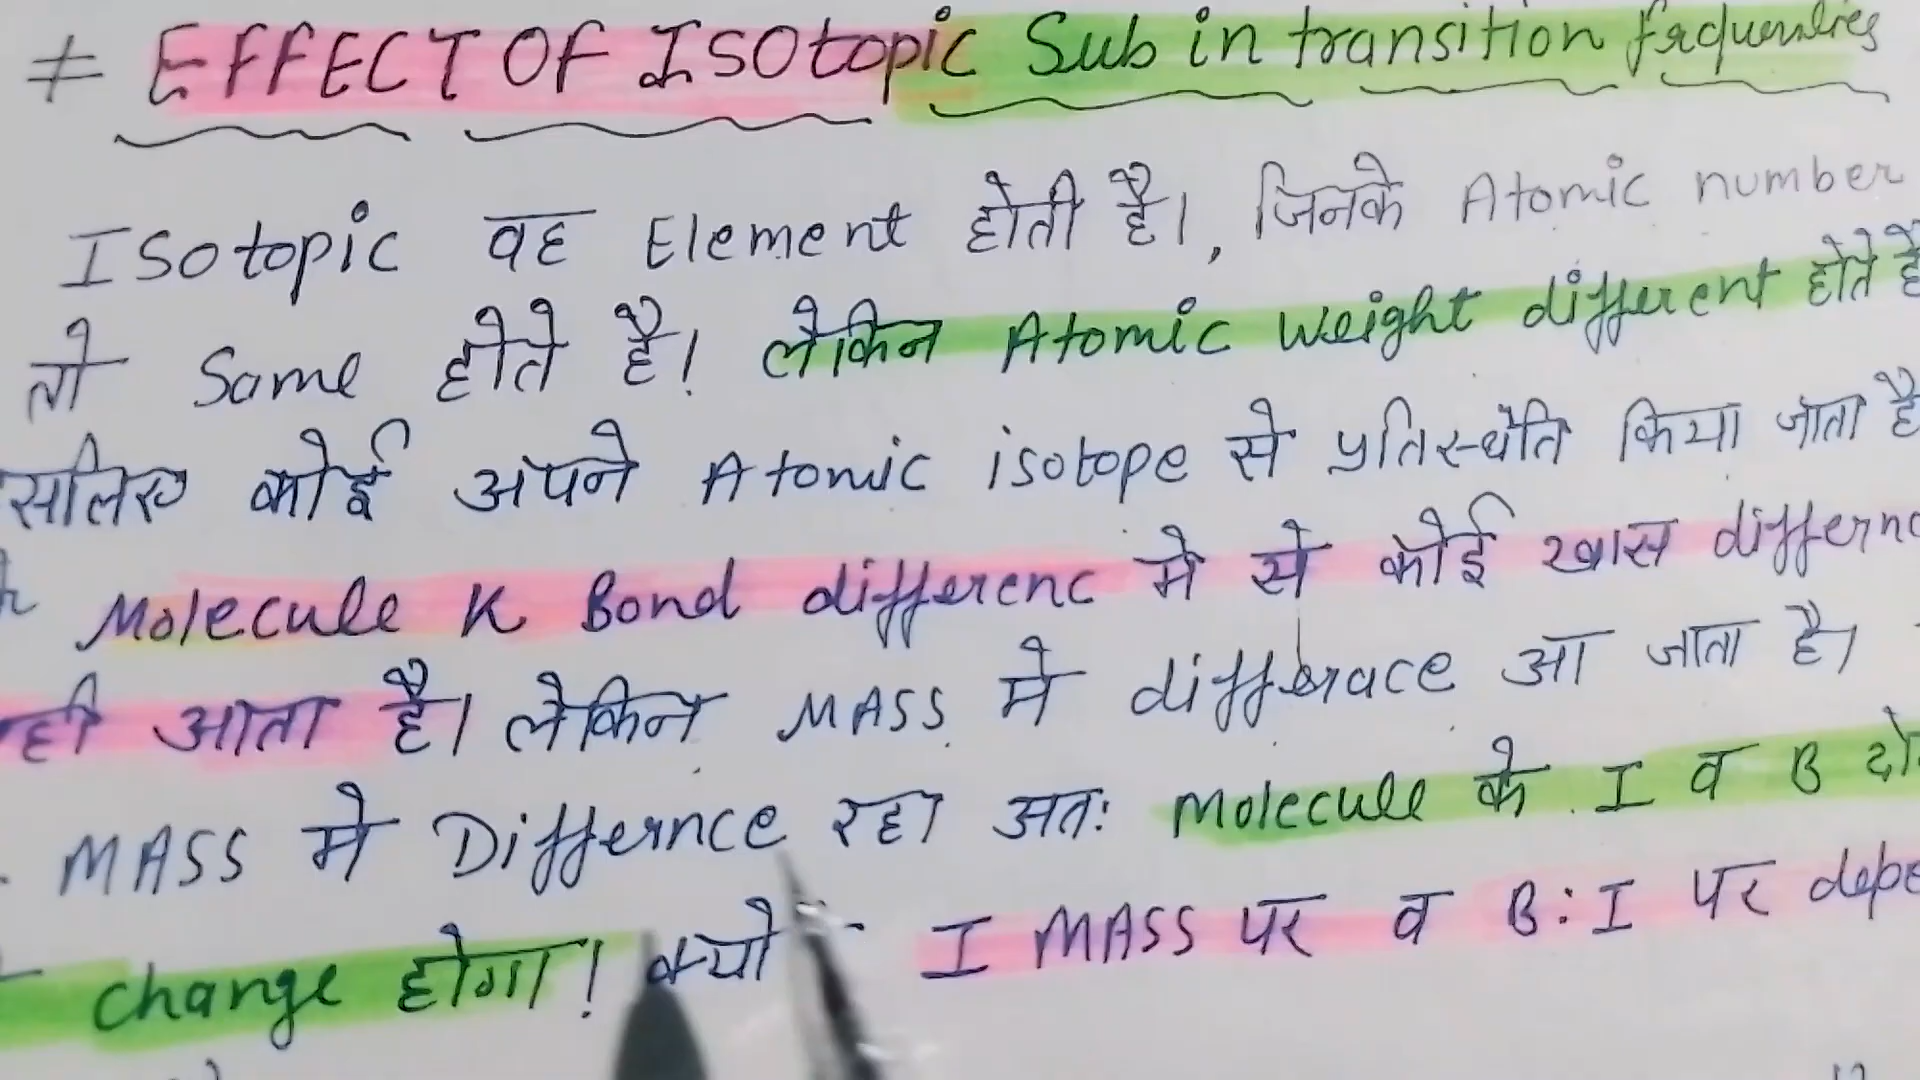 ≠ EFFECT OF ISOtopic Sub in transition frequencies
ISotopic वह Element होती है।, जिनके Atomic number
तो Same होते है! लेकिन Atomic Weight different होते है
सलिए कोई अपने Atomic isotope से प्रतिस्थेति किया जाता है
Molecule K Bond differenc मे से कोई खास differnc
ही आता है। लेकिन MASS मे differace आ जाता है।
MASS मे Differnce रहा अतः Molecule के I व B दो
change होगा! क्यो I MASS पर व B:I पर depe